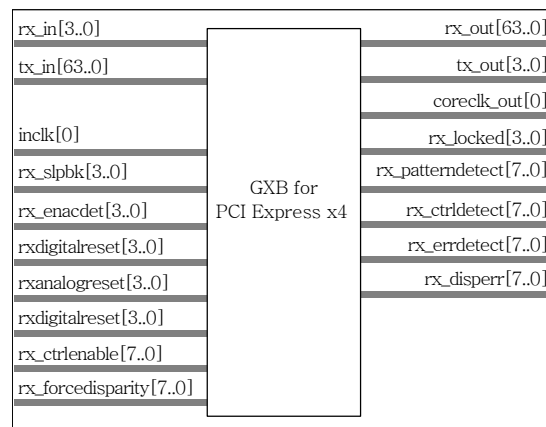 rx_in[3..0]
tx_in[63..0]
inclk[0]
rx_slpbk[3..0]
rx_enacdet[3..0]
rxdigitalreset[3..0]
rxanalogreset[3..0]
rxdigitalreset[3..0]
rx_ctrlenable[7..0]
rx_forcedisparity[7..0]
GXB for
PCI Express x4
rx_out[63..0]
tx_out[3..0]
coreclk_out[0]
rx_locked[3..0]
rx_patterndetect[7..0]
rx_ctrldetect[7..0]
rx_errdetect[7..0]
rx_disperr[7..0]